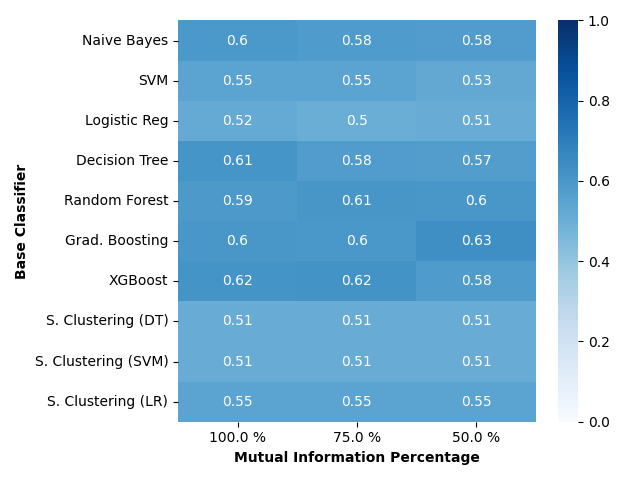 Naive Bayes 0.6 0.58 0.58 1.0
SVM 0.55 0.55 0.53 0.8
Logistic Reg 0.52 0.5 0.51
Decision Tree 0.61 0.58 0.57 0.6
Random Forest 0.59 0.61 0.6
Grad. Boosting 0.6 0.6 0.63
XGBoost 0.62 0.62 0.58 0.4
S. Clustering (DT) 0.51 0.51 0.51
S. Clustering (SVM) 0.51 0.51 0.51 0.2
S. Clustering (LR) 0.55 0.55 0.55 0.0
100.0 % 75.0 % 50.0 %
Mutual Information Percentage
Base Classifier